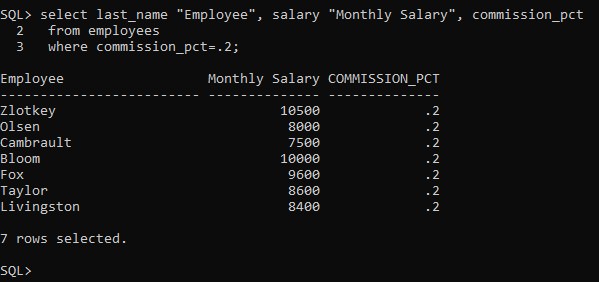 SQL> select last_name "Employee", salary "Monthly Salary", commission_pct
  2   from employees
  3   where commission_pct=.2;
Employee                  Monthly Salary COMMISSION_PCT
------------------------- -------------- --------------
Zlotkey                            10500             .2
Olsen                               8000             .2
Cambrault                           7500             .2
Bloom                              10000             .2
Fox                                 9600             .2
Taylor                              8600             .2
Livingston                          8400             .2
7 rows selected.
SQL>